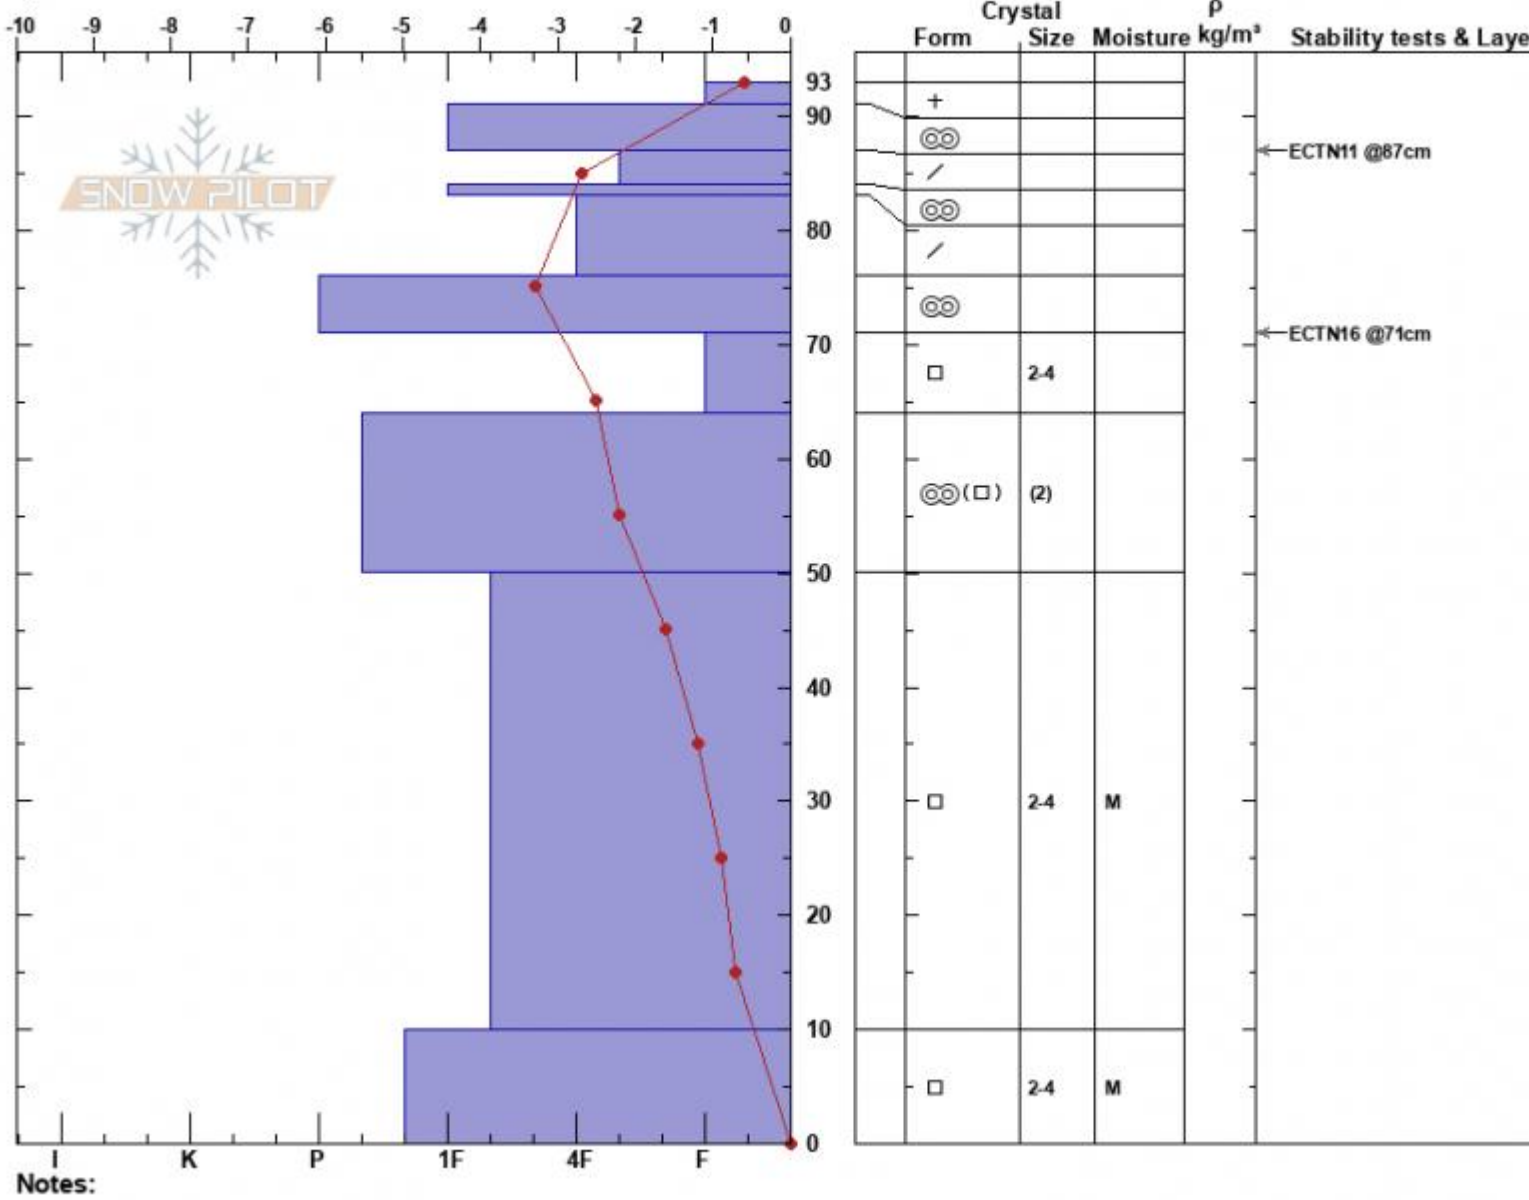 Crystal ρ
-10 -9 -8 -7 -6 -5 -4 -3 -2 -1 0 Form Size Moisture kg/m³ Stability tests & Laye
93
+
90
SNOW PILOT
ECTN11 @87cm
80
ECTN16 @71cm
70
2-4
60
( ) (2)
50
40
30 2-4 M
20
10
2-4 M
0
I K P 1F 4F F
Notes: